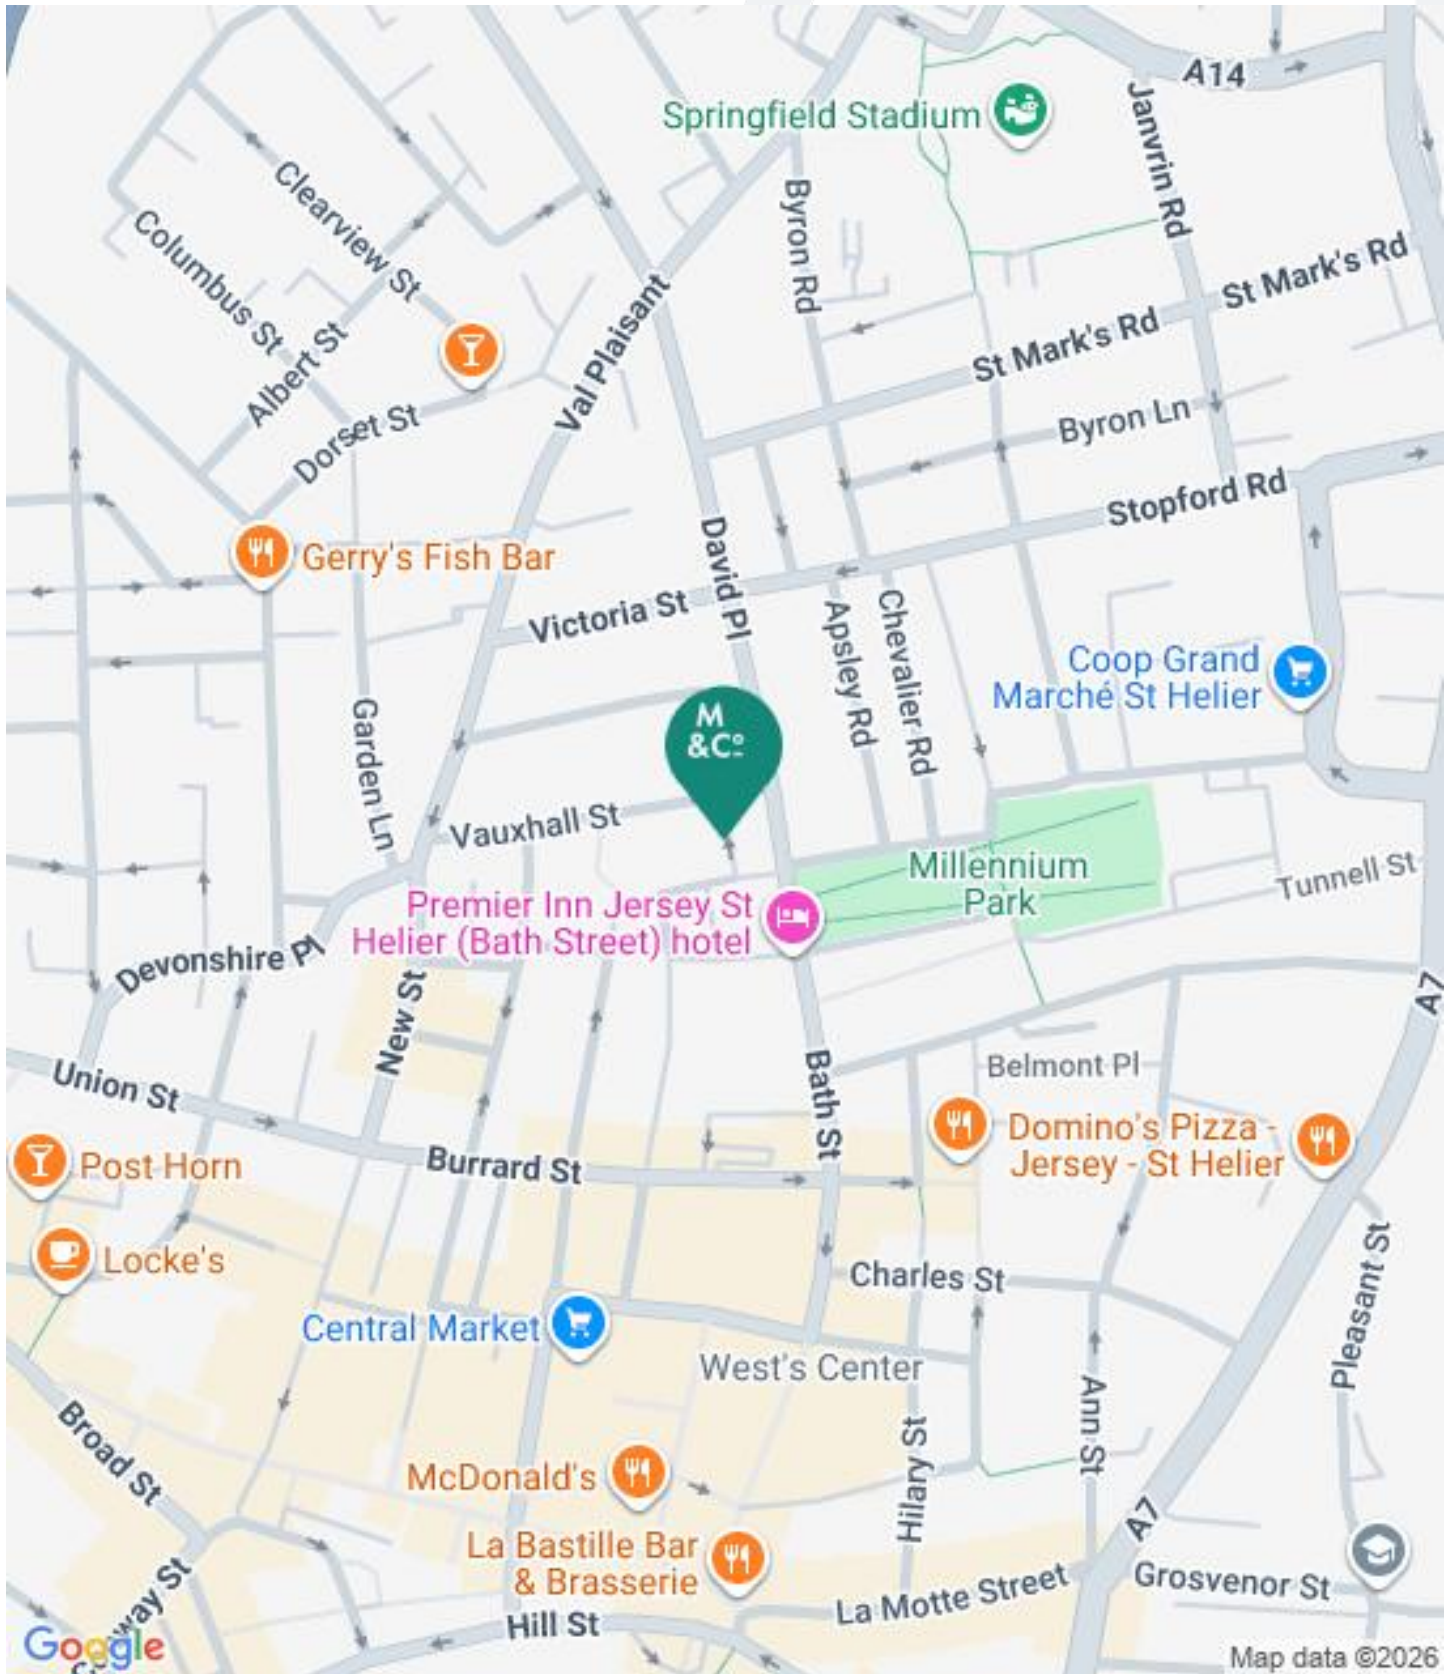 A14
Springfield Stadium
Janvrin Rd
Clearview St
Byron Rd
Columbus St
St Mark's Rd
Val Plaisant
St Mark's Rd
Albert St
Byron Ln
Dorset St
Stopford Rd
David Pl
Gerry's Fish Bar
Victoria St
Apsley Rd
Chevalier Rd
Coop Grand
Marché St Helier
Garden Ln
M
&Co
Vauxhall St
Millennium
Park
Tunnell St
Premier Inn Jersey St
Helier (Bath Street) hotel
Devonshire Pl
New St
A7
Union St
Bath St
Belmont Pl
Domino's Pizza -
Jersey - St Helier
Post Horn
Burrard St
Locke's
Charles St
Pleasant St
Central Market
West's Center
Broad St
Ann St
McDonald's
Hilary St
A7
La Bastille Bar
& Brasserie
La Motte Street
Grosvenor St
Hill St
Google
Map data ©2026